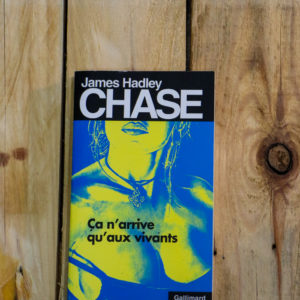 James Hadley
CHASE
Ça n'arrive
qu'aux vivants
Gallimard